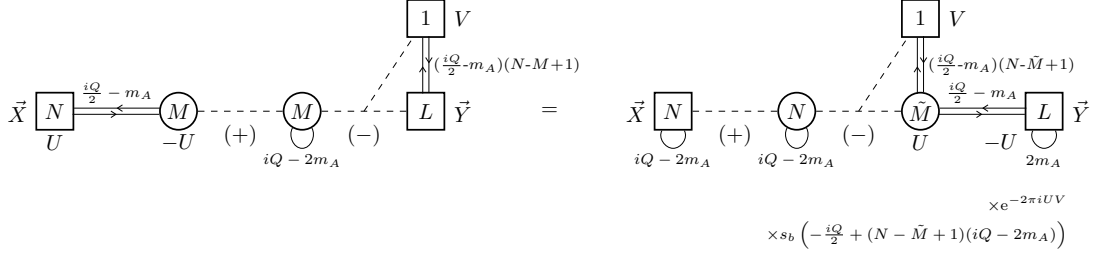 1 V 1 V
(iQ/2 - m_A)(N-M+1) (iQ/2 - m_A)(N-M̃+1)
X⃗ N iQ/2 − m_A M (+) M (−) L Y⃗ = X⃗ N (+) N (−) M̃ iQ/2 − m_A L Y⃗
U −U iQ − 2m_A iQ − 2m_A iQ − 2m_A U −U 2m_A
×e^{−2πiUV}
×s_b (−iQ/2 + (N − M̃ + 1)(iQ − 2m_A))